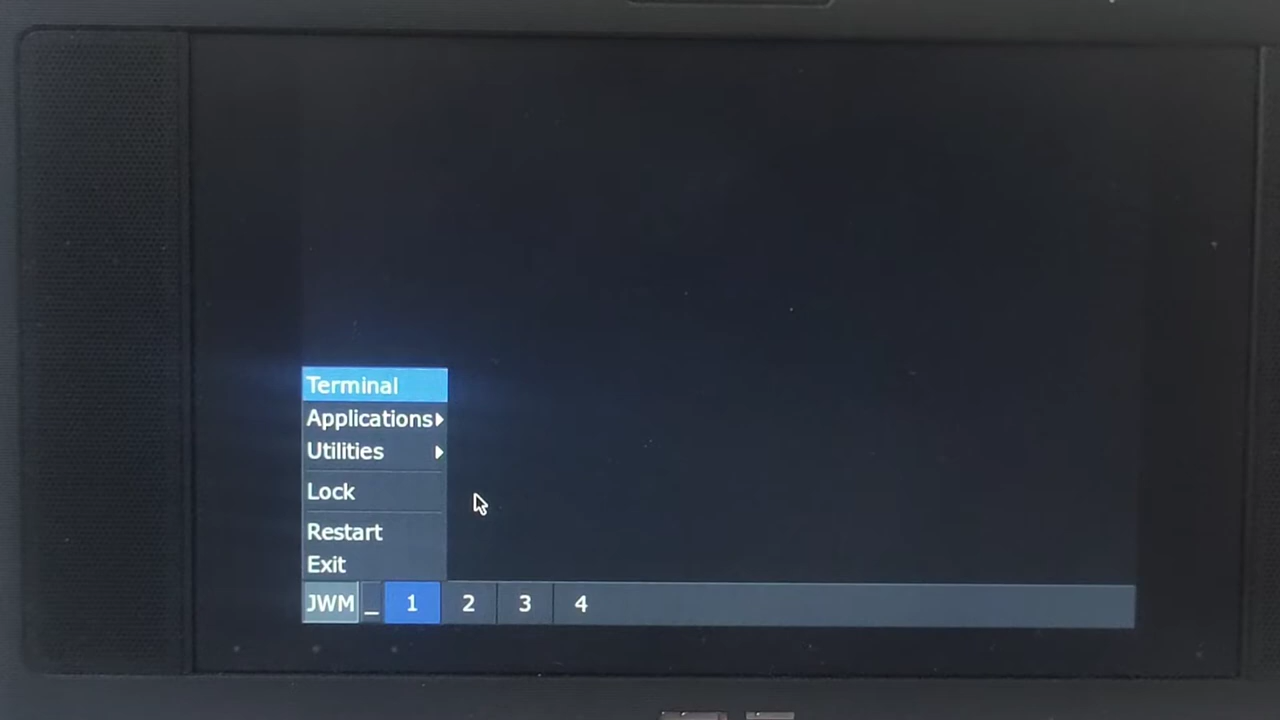 Terminal
Applications
Utilities
Lock
Restart
Exit
JWM _ 1 2 3 4